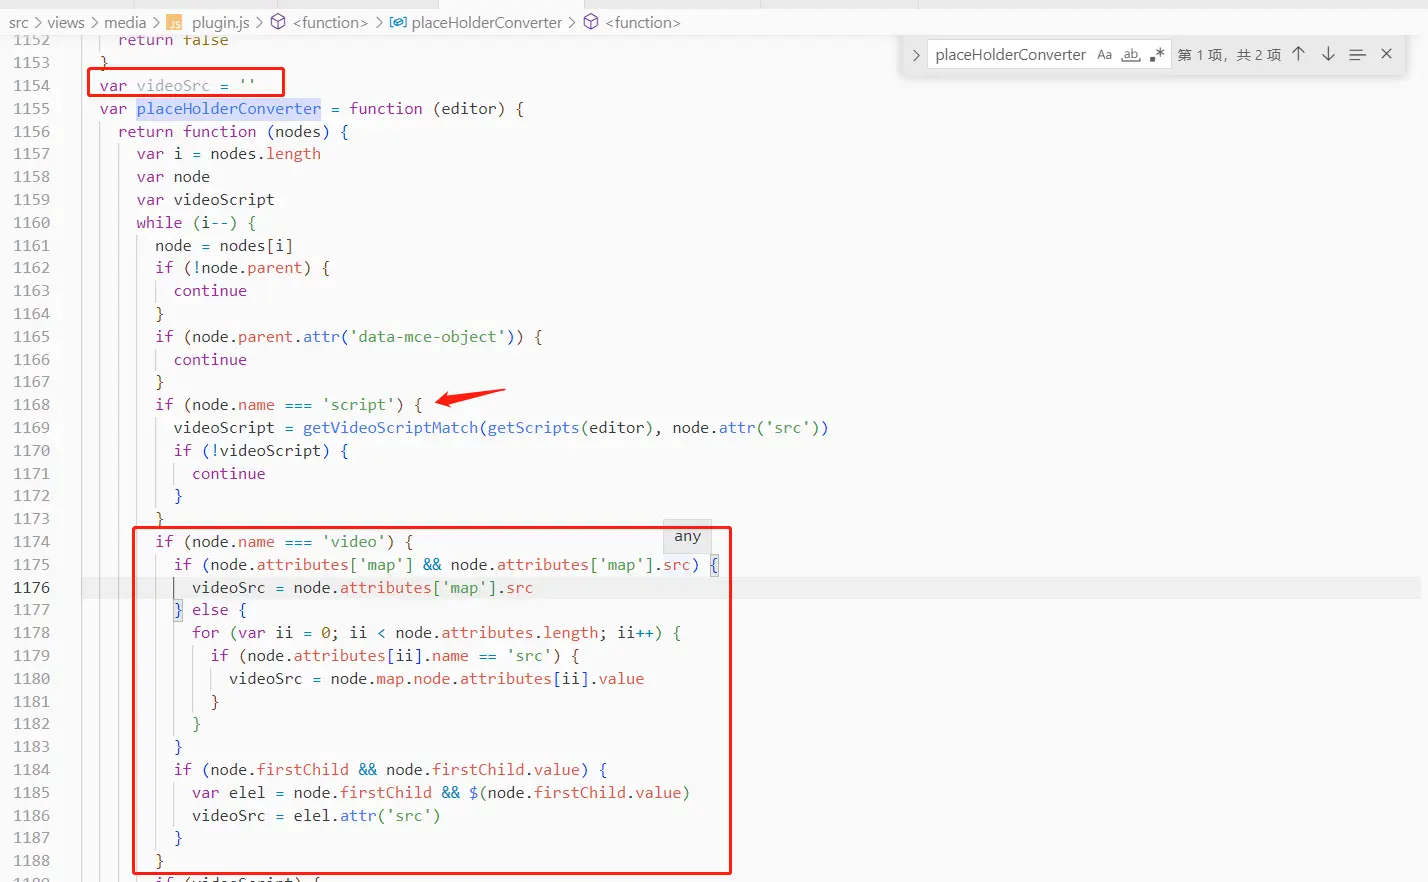 src > views > media > JS plugin.js > <function> > placeHolderConverter > <function>
placeHolderConverter Aa ab .* 第 1 项，共 2 项
1152 return false
1153 }
1154 var videoSrc = ''
1155 var placeHolderConverter = function (editor) {
1156 return function (nodes) {
1157 var i = nodes.length
1158 var node
1159 var videoScript
1160 while (i--) {
1161 node = nodes[i]
1162 if (!node.parent) {
1163 continue
1164 }
1165 if (node.parent.attr('data-mce-object')) {
1166 continue
1167 }
1168 if (node.name === 'script') {
1169 videoScript = getVideoScriptMatch(getScripts(editor), node.attr('src'))
1170 if (!videoScript) {
1171 continue
1172 }
1173 }
1174 if (node.name === 'video') {
any
1175 if (node.attributes['map'] && node.attributes['map'].src) {
1176 videoSrc = node.attributes['map'].src
1177 } else {
1178 for (var ii = 0; ii < node.attributes.length; ii++) {
1179 if (node.attributes[ii].name == 'src') {
1180 videoSrc = node.map.node.attributes[ii].value
1181 }
1182 }
1183 }
1184 if (node.firstChild && node.firstChild.value) {
1185 var elel = node.firstChild && $(node.firstChild.value)
1186 videoSrc = elel.attr('src')
1187 }
1188 }
1189 if (videoScript) {